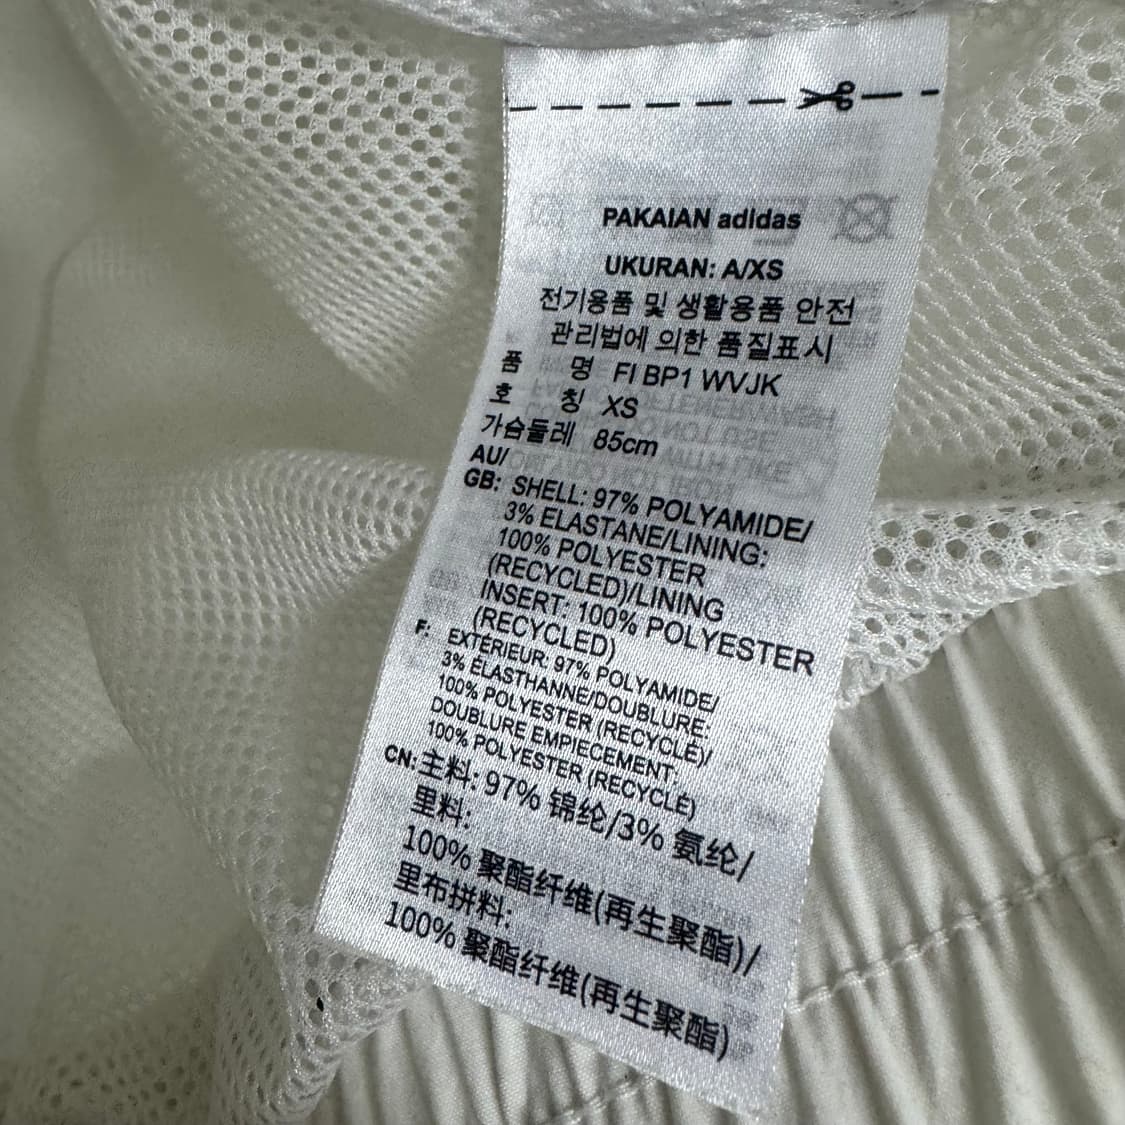 PAKAIAN adidas
UKURAN: A/XS
전기용품 및 생활용품 안전
관리법에 의한 품질표시
품 명 FI BP1 WVJK
호 칭 XS
가슴둘레 85cm
AU/
GB: SHELL: 97% POLYAMIDE/
3% ELASTANE/LINING:
100% POLYESTER
(RECYCLED)/LINING
INSERT: 100% POLYESTER
(RECYCLED)
F: EXTÉRIEUR: 97% POLYAMIDE/
3% ÉLASTHANNE/DOUBLURE:
100% POLYESTER (RECYCLÉ)/
DOUBLURE EMPIECEMENT:
100% POLYESTER (RECYCLÉ)
CN: 主料: 97% 锦纶/3% 氨纶/
里料:
100% 聚酯纤维(再生聚酯)/
里布拼料:
100% 聚酯纤维(再生聚酯)